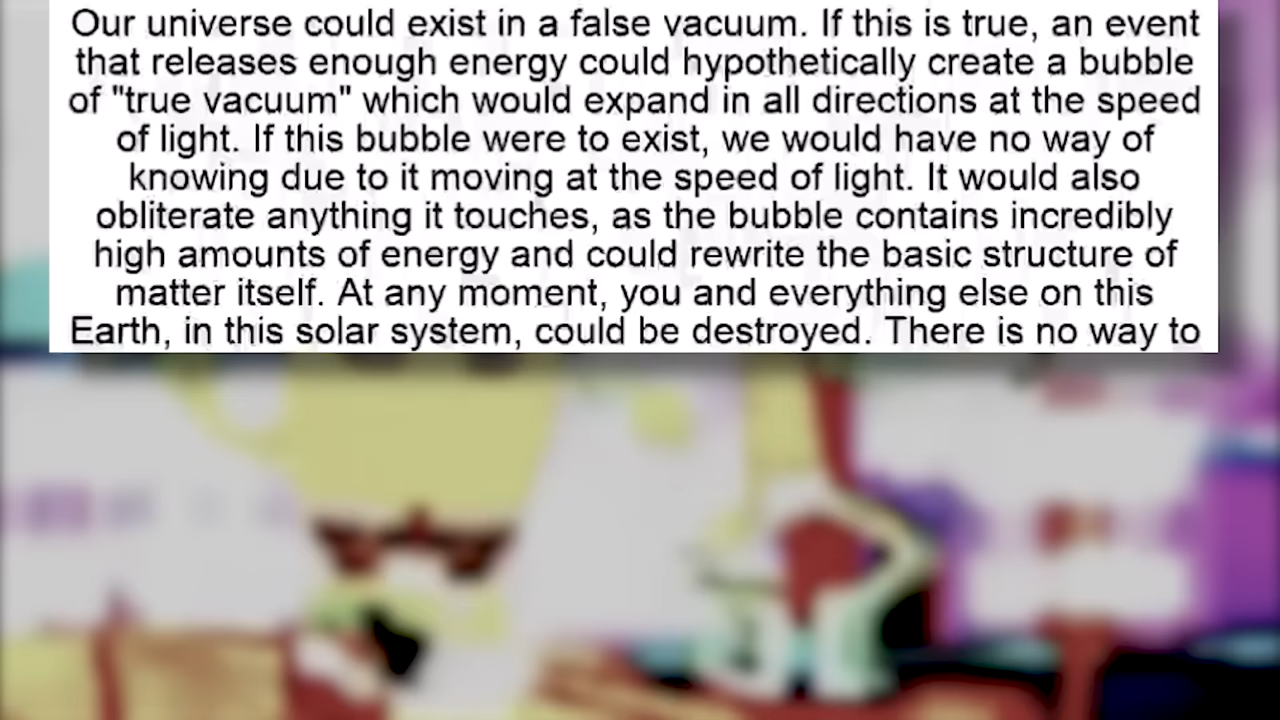 Our universe could exist in a false vacuum. If this is true, an event
that releases enough energy could hypothetically create a bubble
of "true vacuum" which would expand in all directions at the speed
of light. If this bubble were to exist, we would have no way of
knowing due to it moving at the speed of light. It would also
obliterate anything it touches, as the bubble contains incredibly
high amounts of energy and could rewrite the basic structure of
matter itself. At any moment, you and everything else on this
Earth, in this solar system, could be destroyed. There is no way to